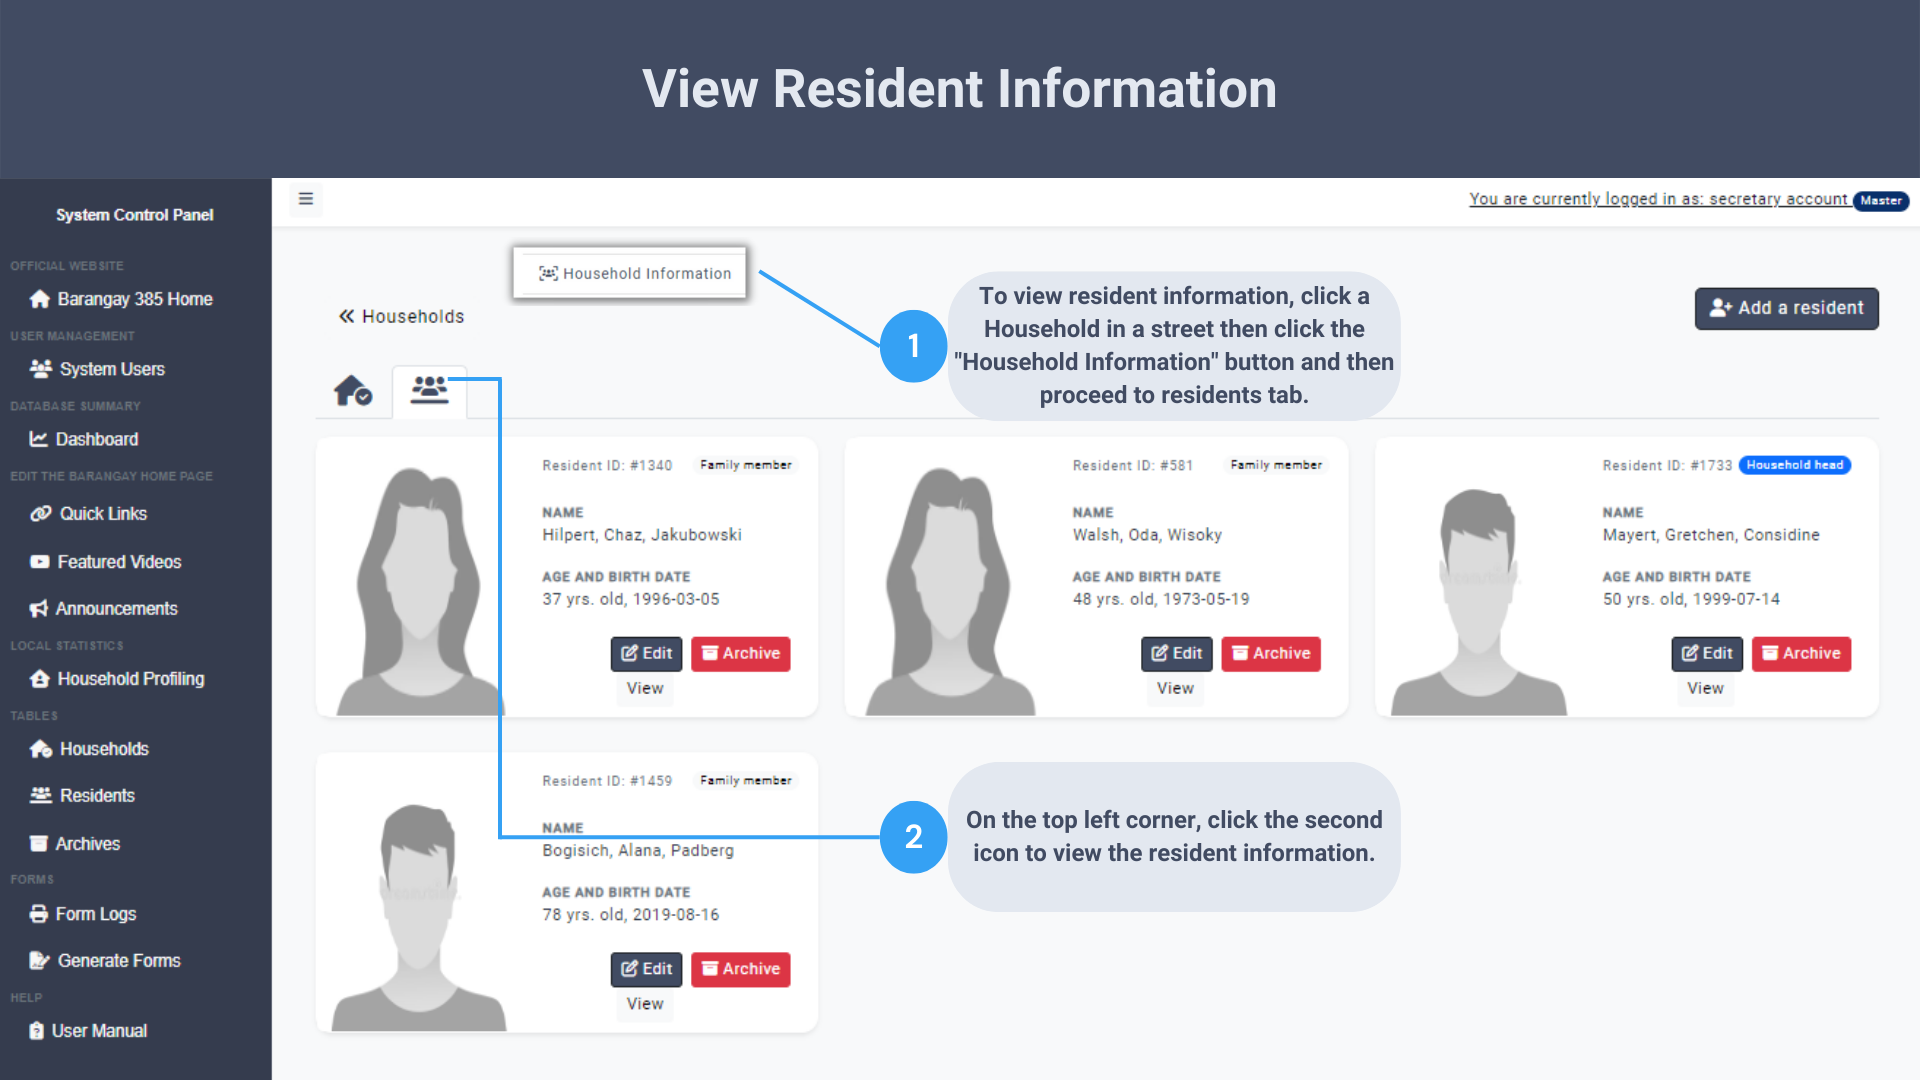 View Resident Information
System Control Panel
OFFICIAL WEBSITE
Barangay 385 Home
USER MANAGEMENT
System Users
DATABASE SUMMARY
Dashboard
EDIT THE BARANGAY HOME PAGE
Quick Links
Featured Videos
Announcements
LOCAL STATISTICS
Household Profiling
TABLES
Households
Residents
Archives
FORMS
Form Logs
Generate Forms
HELP
User Manual
You are currently logged in as: secretary account Master
Household Information
« Households
Add a resident
1
To view resident information, click a
Household in a street then click the
"Household Information" button and then
proceed to residents tab.
Resident ID: #1340 Family member
NAME
Hilpert, Chaz, Jakubowski
AGE AND BIRTH DATE
37 yrs. old, 1996-03-05
Edit Archive
View
Resident ID: #581 Family member
NAME
Walsh, Oda, Wisoky
AGE AND BIRTH DATE
48 yrs. old, 1973-05-19
Edit Archive
View
Resident ID: #1733 Household head
NAME
Mayert, Gretchen, Considine
AGE AND BIRTH DATE
50 yrs. old, 1999-07-14
Edit Archive
View
Resident ID: #1459 Family member
NAME
Bogisich, Alana, Padberg
AGE AND BIRTH DATE
78 yrs. old, 2019-08-16
Edit Archive
View
2
On the top left corner, click the second
icon to view the resident information.